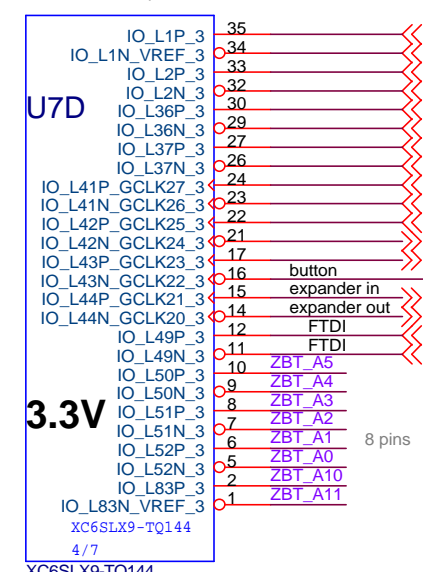 IO_L1P_3 35
IO_L1N_VREF_3 34
IO_L2P_3 33
IO_L2N_3 32
U7D
IO_L36P_3 30
IO_L36N_3 29
IO_L37P_3 27
IO_L37N_3 26
IO_L41P_GCLK27_3 24
IO_L41N_GCLK26_3 23
IO_L42P_GCLK25_3 22
IO_L42N_GCLK24_3 21
IO_L43P_GCLK23_3 17
IO_L43N_GCLK22_3 16 button
IO_L44P_GCLK21_3 15 expander in
IO_L44N_GCLK20_3 14 expander out
IO_L49P_3 12 FTDI
IO_L49N_3 11 FTDI
IO_L50P_3 10 ZBT_A5
IO_L50N_3 9 ZBT_A4
3.3V
IO_L51P_3 8 ZBT_A3
IO_L51N_3 7 ZBT_A2
IO_L52P_3 6 ZBT_A1
8 pins
IO_L52N_3 5 ZBT_A0
IO_L83P_3 2 ZBT_A10
IO_L83N_VREF_3 1 ZBT_A11
XC6SLX9-TQ144
4/7
XC6SLX9-TQ144